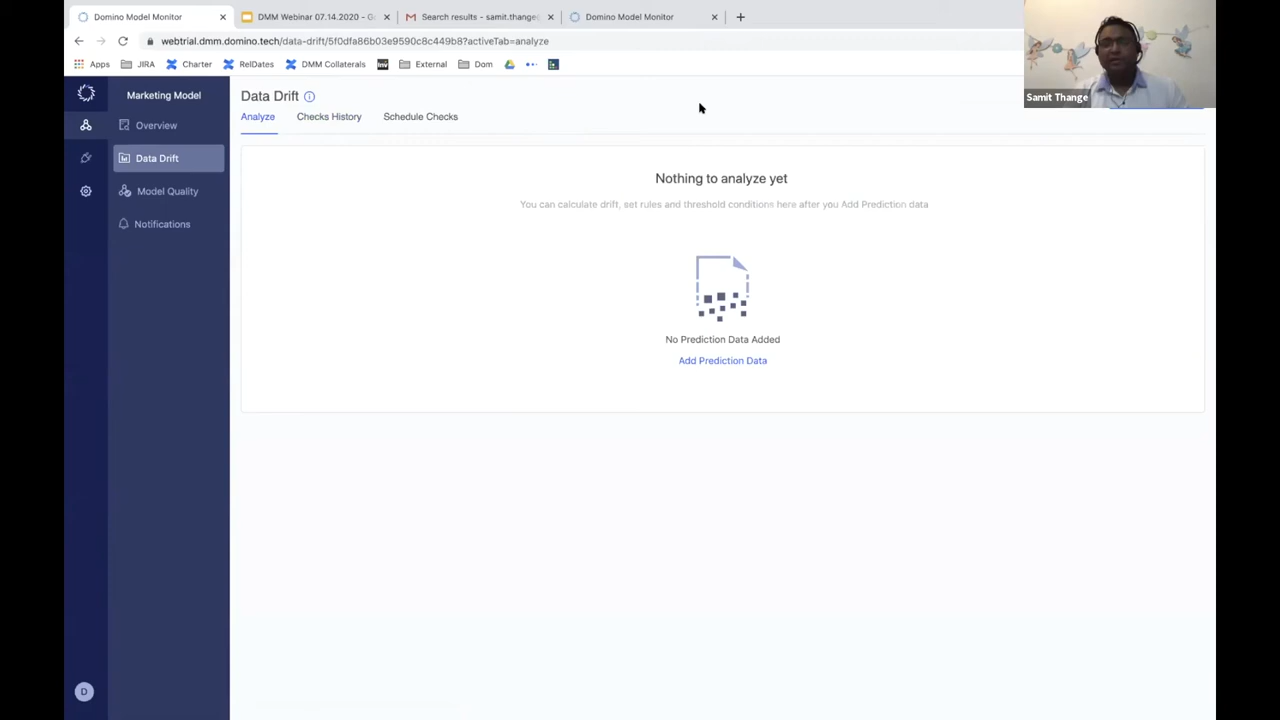 Domino Model Monitor
DMM Webinar 07.14.2020 - G
Search results - samit.thange@
Domino Model Monitor
webtrial.dmm.domino.tech/data-drift/5f0dfa86b03e9590c8c449b8?activeTab=analyze
Apps JIRA Charter RelDates DMM Collaterals inv External Dom
Samit Thange
Marketing Model
Overview
Data Drift
Model Quality
Notifications
D
Data Drift
Analyze Checks History Schedule Checks
Nothing to analyze yet
You can calculate drift, set rules and threshold conditions here after you Add Prediction data
No Prediction Data Added
Add Prediction Data